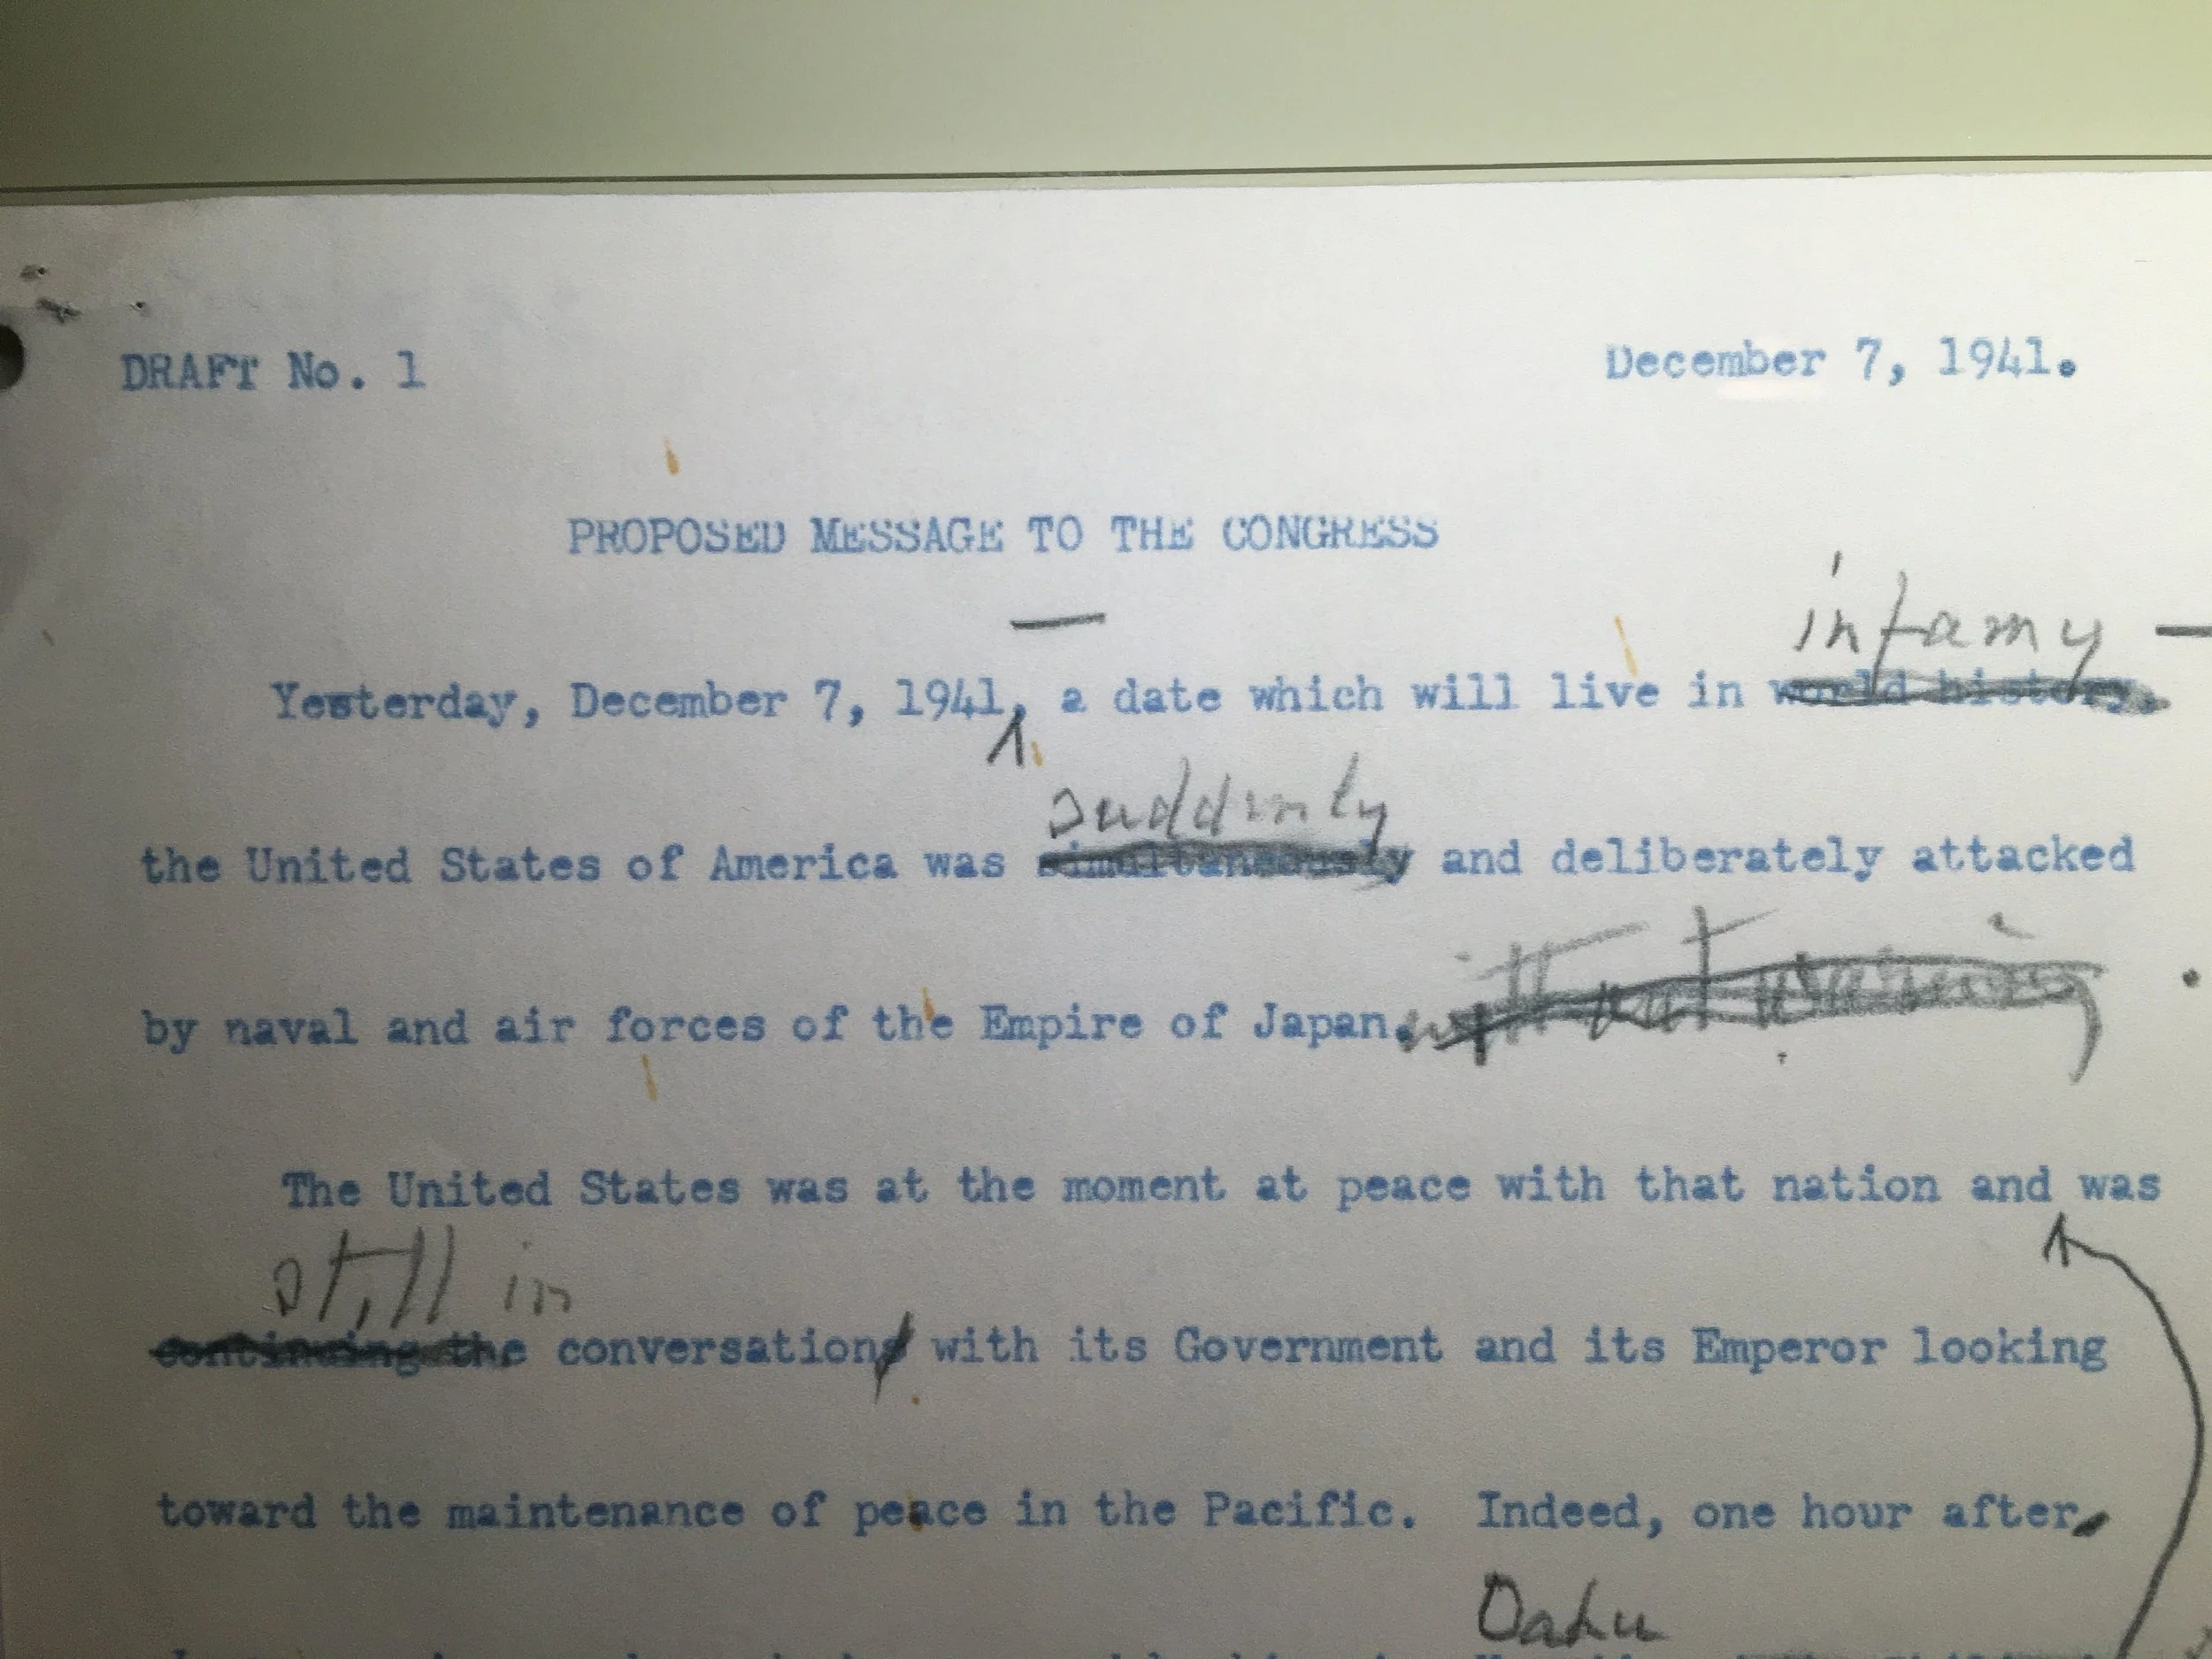 DRAFT No. 1 December 7, 1941.
PROPOSED MESSAGE TO THE CONGRESS
infamy —
Yesterday, December 7, 1941, a date which will live in world history,
suddenly
the United States of America was simultaneously and deliberately attacked
by naval and air forces of the Empire of Japan. without warning
The United States was at the moment at peace with that nation and was
still in
continuing the conversations with its Government and its Emperor looking
toward the maintenance of peace in the Pacific. Indeed, one hour after,
Oahu